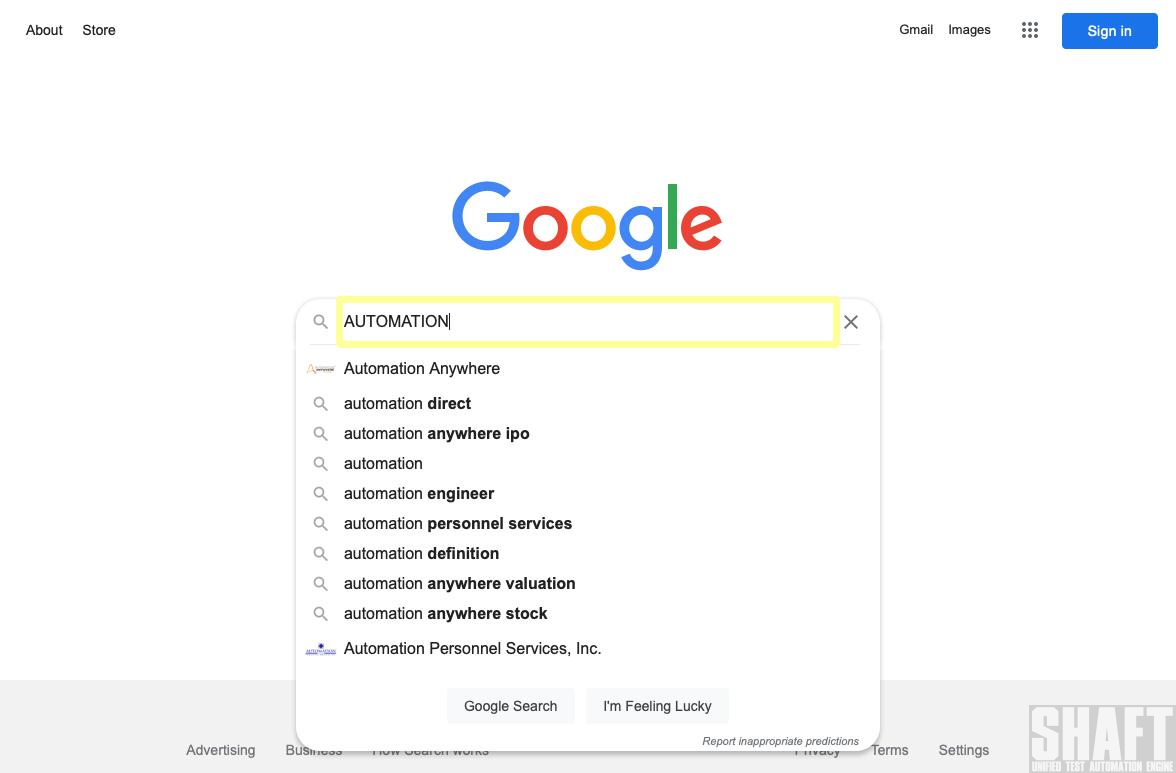 About Store
Gmail Images
Sign in
Google
AUTOMATION
Automation Anywhere
automation direct
automation anywhere ipo
automation
automation engineer
automation personnel services
automation definition
automation anywhere valuation
automation anywhere stock
AUTOMATION
Automation Personnel Services, Inc.
Google Search I'm Feeling Lucky
Report inappropriate predictions
Advertising Business How Search works Privacy Terms Settings
SHAFT
UNIFIED TEST AUTOMATION ENGINE